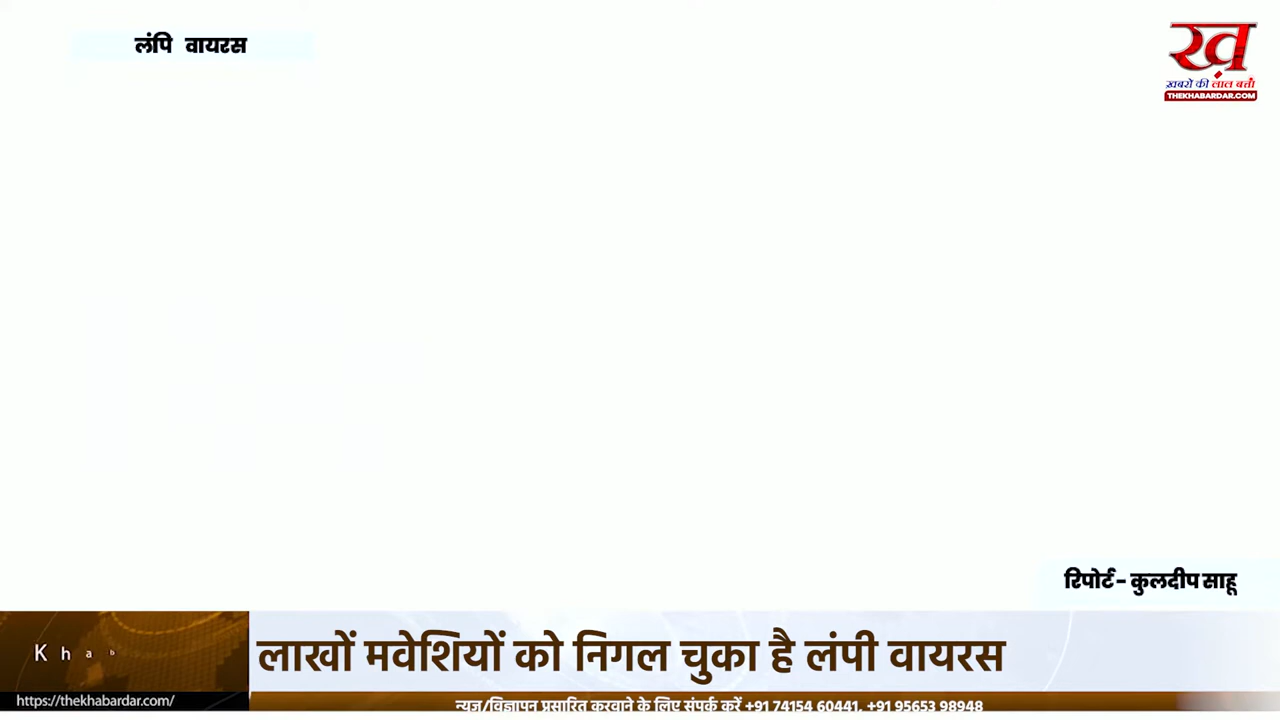 लंपि वायरस
ख़
ख़बरों की लाल बत्ती
THEKHABARDAR.COM
रिपोर्ट - कुलदीप साहू
K h a b
लाखों मवेशियों को निगल चुका है लंपी वायरस
https://thekhabardar.com/
न्यूज/विज्ञापन प्रसारित करवाने के लिए संपर्क करें +91 74154 60441, +91 95653 98948